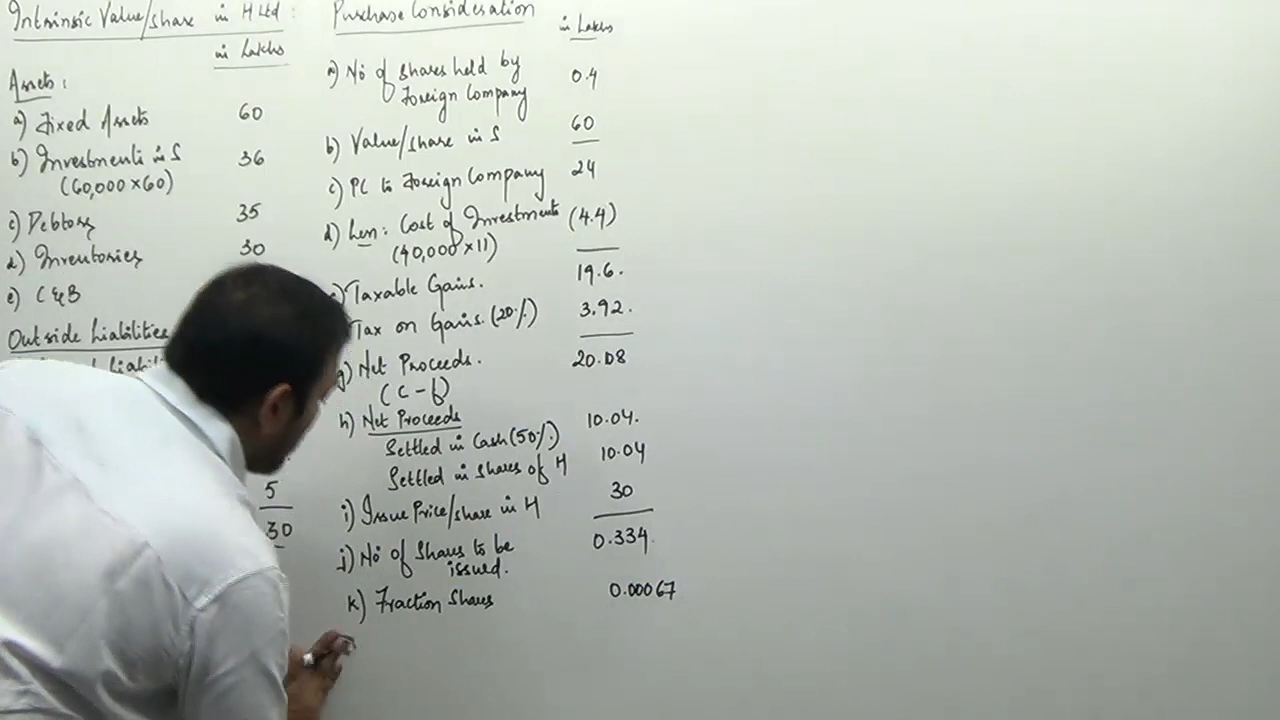 Intrinsic Value/share in H Ltd :
in Lakhs
Assets :
a) Fixed Assets 60
b) Investments in S 36
(60,000 × 60)
c) Debtors 35
d) Inventories 30
e) C & B
Outside Liabilities
5
30
Purchase Consideration
in Lakhs
a) No of shares held by 0.4
Foreign Company
b) Value/share in S 60
c) PC to Foreign Company 24
d) Less : Cost of Investments (4.4)
(40,000 × 11)
Taxable Gains. 19.6.
Tax on Gains. (20%) 3.92.
g) Net Proceeds. 20.08
(c - f)
h) Net Proceeds
Settled in Cash (50%) 10.04.
Settled in Shares of H 10.04
i) Issue Price/share in H 30
j) No of Shares to be 0.334
issued.
k) Fraction Shares 0.00067